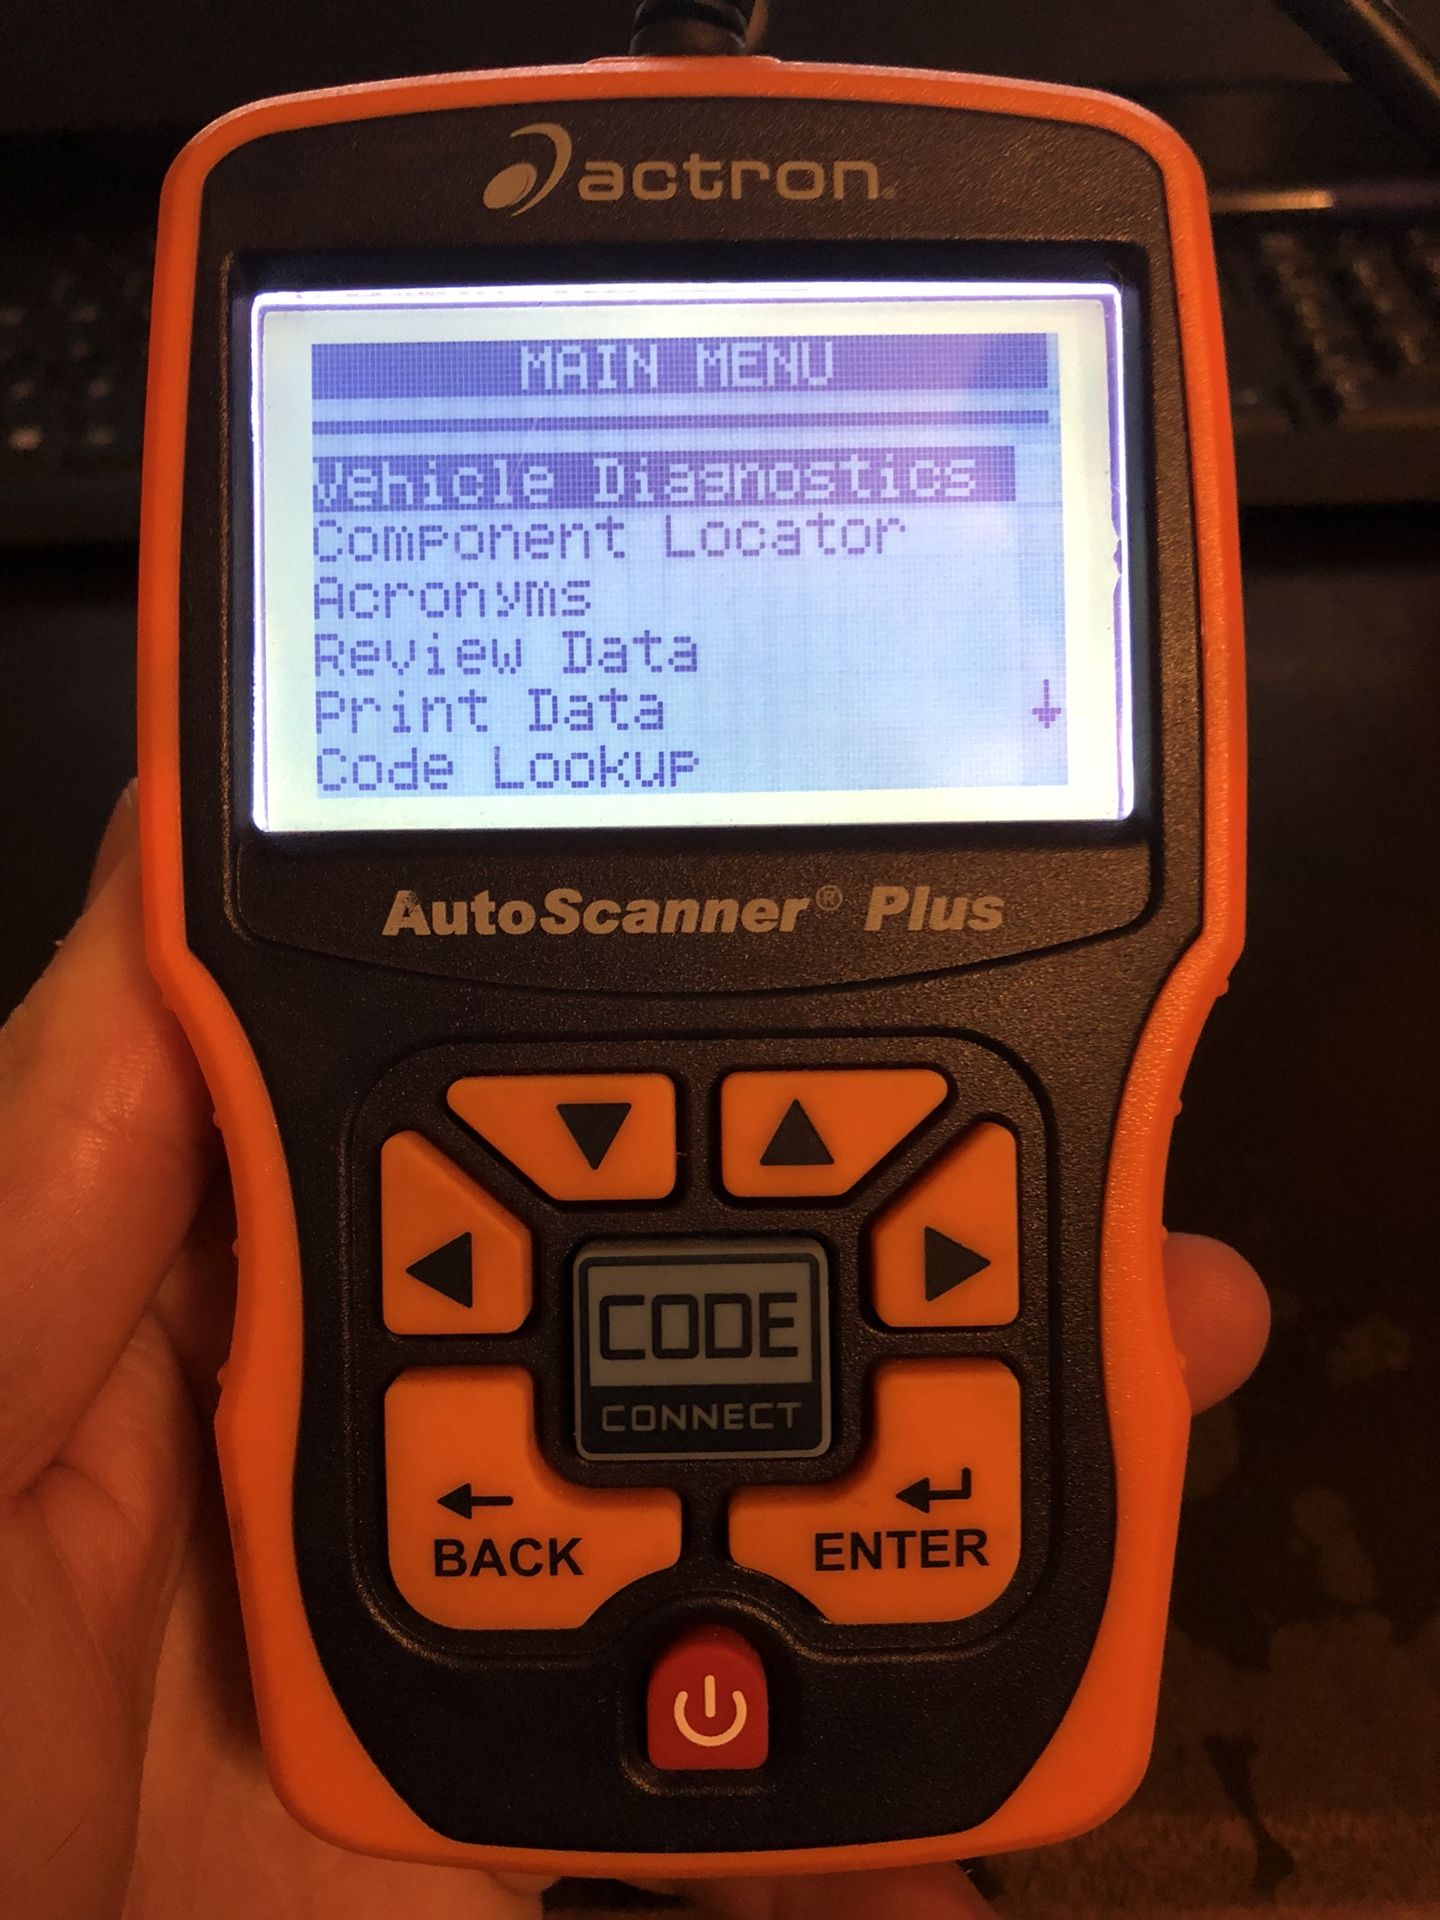 actron®
MAIN MENU
Vehicle Diagnostics
Component Locator
Acronyms
Review Data
Print Data
Code Lookup
AutoScanner® Plus
CODE
CONNECT
BACK
ENTER